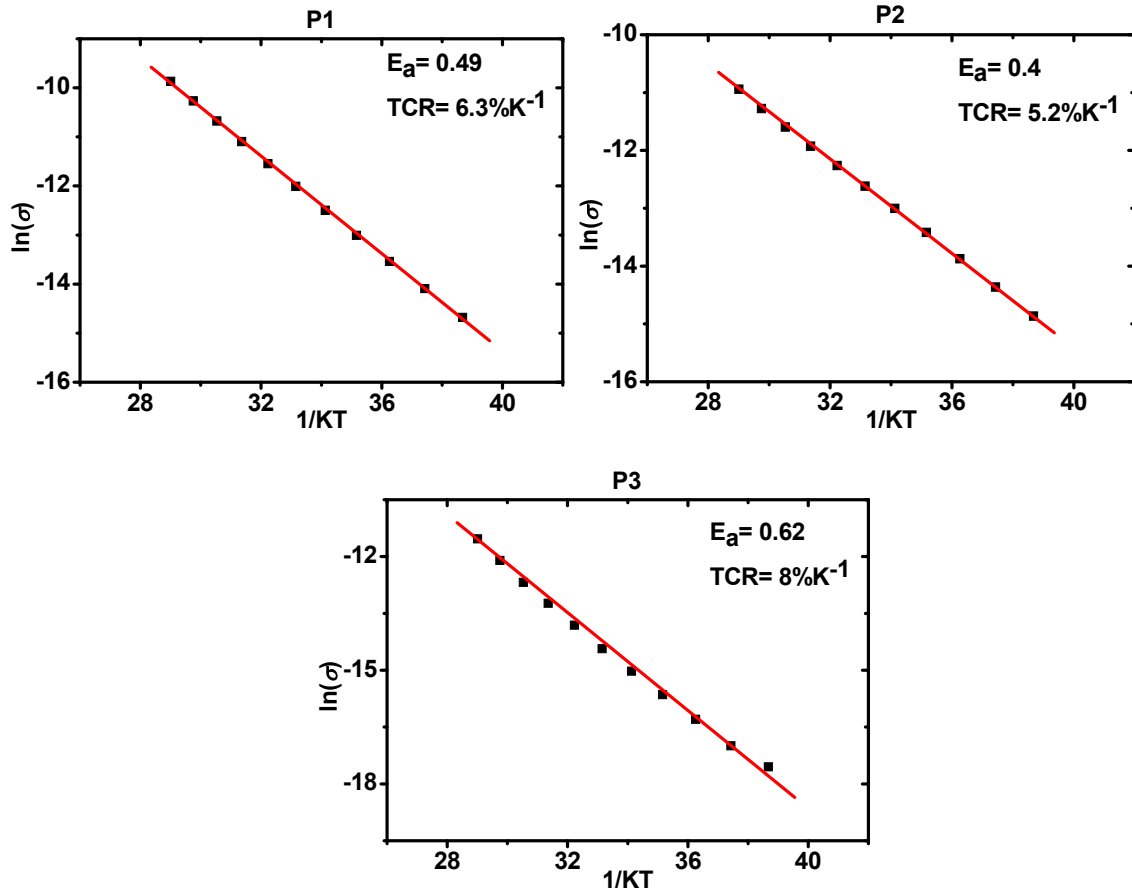 P1
Eₐ= 0.49
TCR= 6.3%K⁻¹
-10
-12
-14
-16
ln(σ)
28 32 36 40
1/KT
P2
Eₐ= 0.4
TCR= 5.2%K⁻¹
-10
-12
-14
-16
ln(σ)
28 32 36 40
1/KT
P3
Eₐ= 0.62
TCR= 8%K⁻¹
-12
-15
-18
ln(σ)
28 32 36 40
1/KT